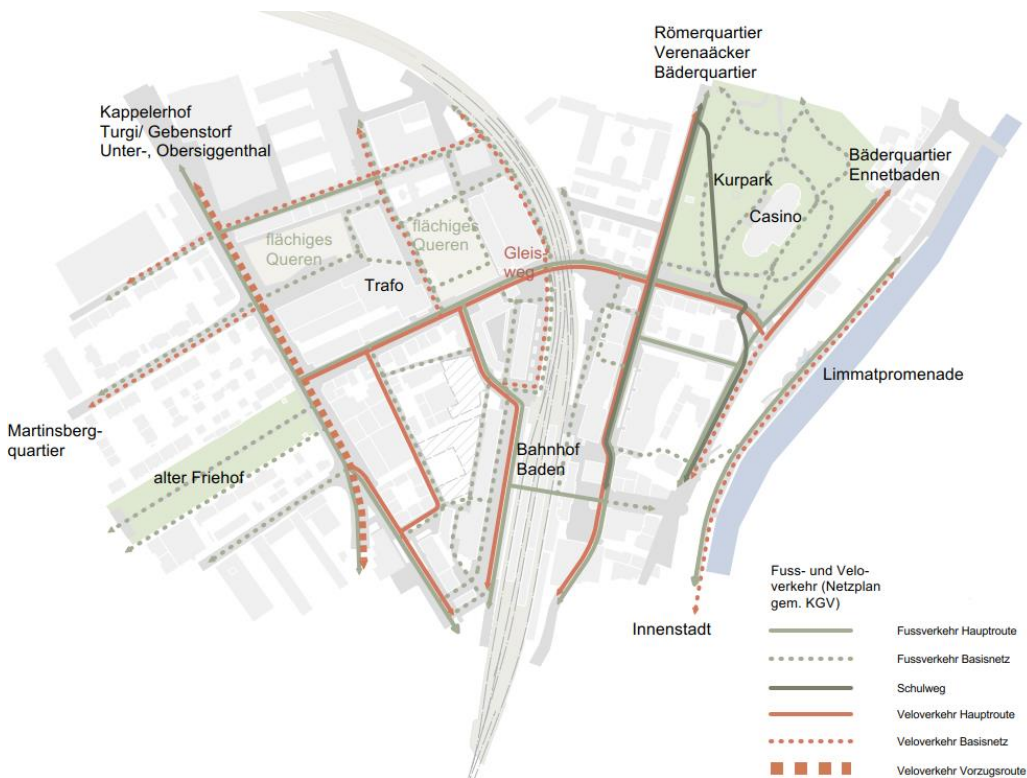 Römerquartier
Verenaäcker
Bäderquartier
Kappelerhof
Turgi/ Gebenstorf
Unter-, Obersiggenthal
Bäderquartier
Ennetbaden
Kurpark
Casino
flächiges
Queren
flächiges
Queren
Gleis-
weg
Trafo
Limmatpromenade
Martinsberg-
quartier
Bahnhof
Baden
alter Friehof
Innenstadt
Fuss- und Velo-
verkehr (Netzplan
gem. KGV)
Fussverkehr Hauptroute
Fussverkehr Basisnetz
Schulweg
Veloverkehr Hauptroute
Veloverkehr Basisnetz
Veloverkehr Vorzugsroute